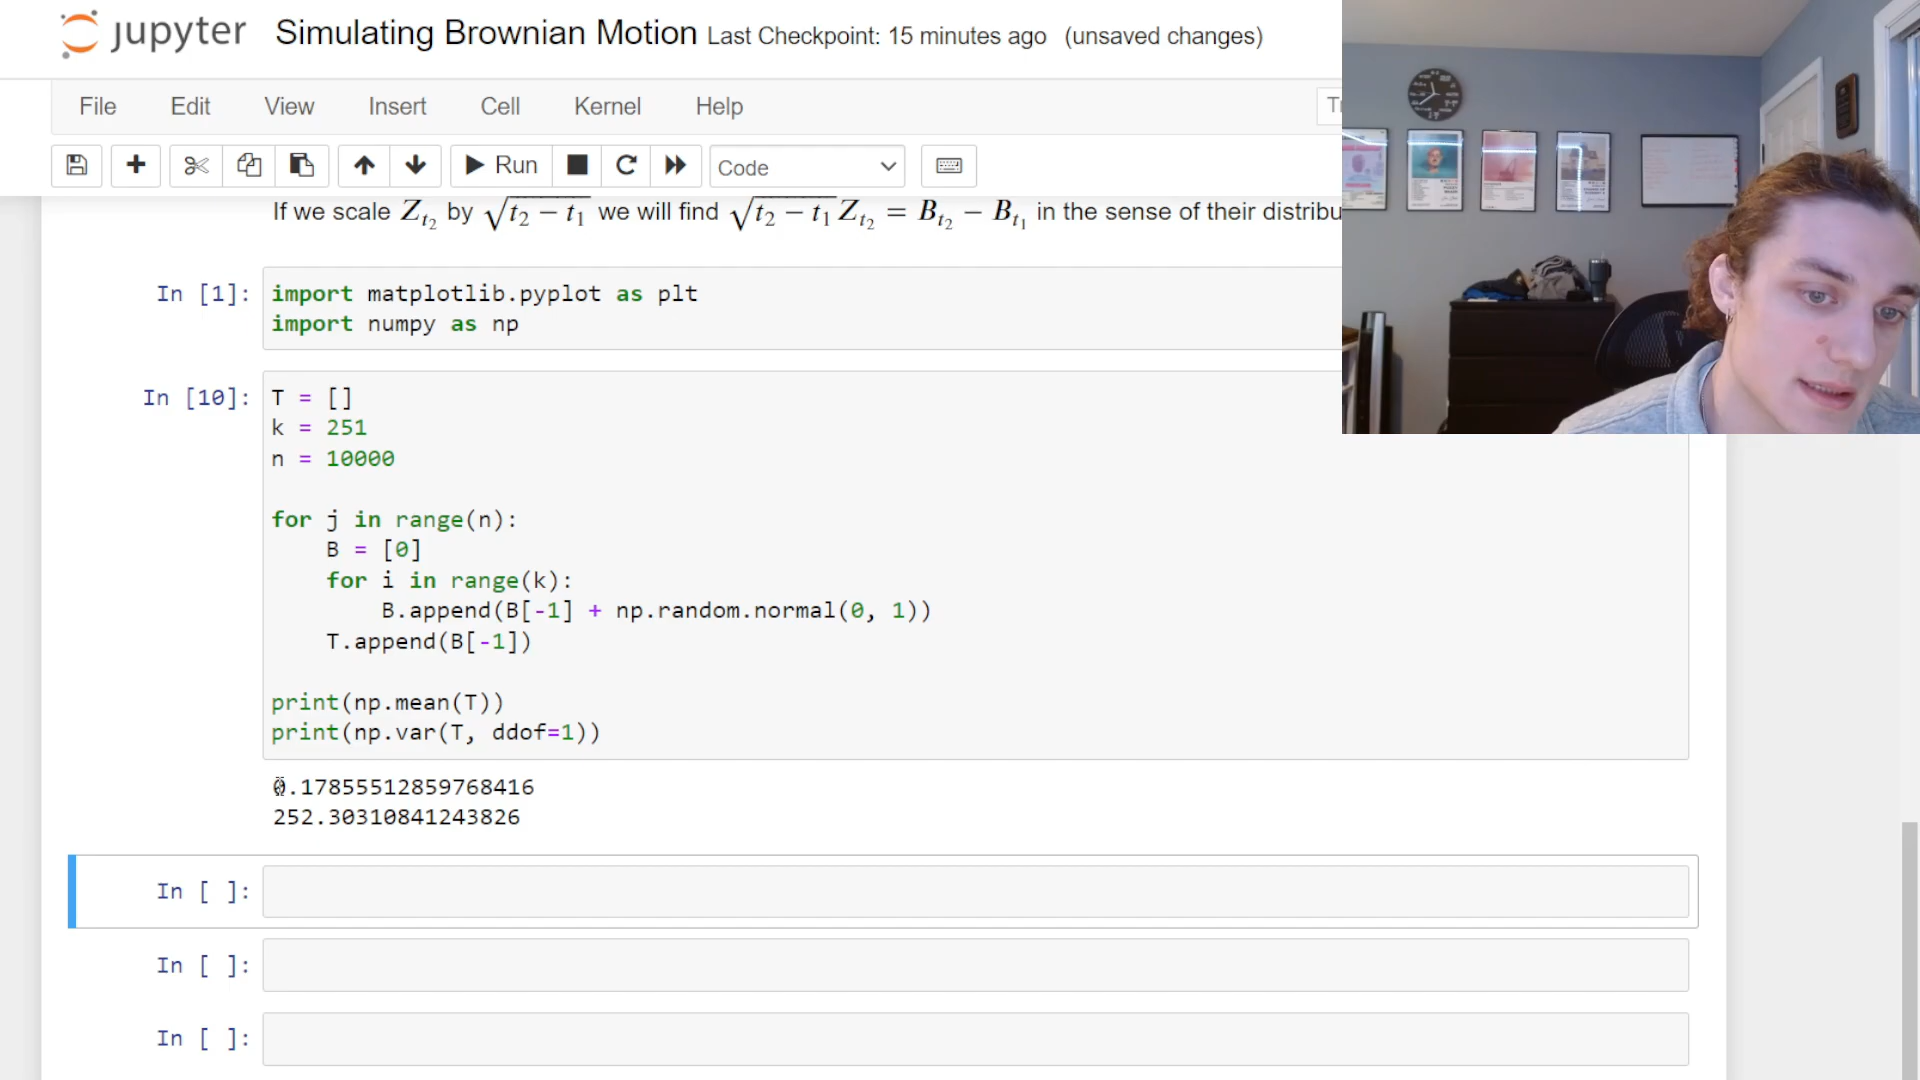 jupyter Simulating Brownian Motion Last Checkpoint: 15 minutes ago (unsaved changes)
File Edit View Insert Cell Kernel Help
Run Code
If we scale Z_{t_2} by √(t_2 − t_1) we will find √(t_2 − t_1) Z_{t_2} = B_{t_2} − B_{t_1} in the sense of their distribu
In [1]: import matplotlib.pyplot as plt
import numpy as np
In [10]: T = []
k = 251
n = 10000
for j in range(n):
B = [0]
for i in range(k):
B.append(B[-1] + np.random.normal(0, 1))
T.append(B[-1])
print(np.mean(T))
print(np.var(T, ddof=1))
0.17855512859768416
252.30310841243826
In [ ]:
In [ ]:
In [ ]: